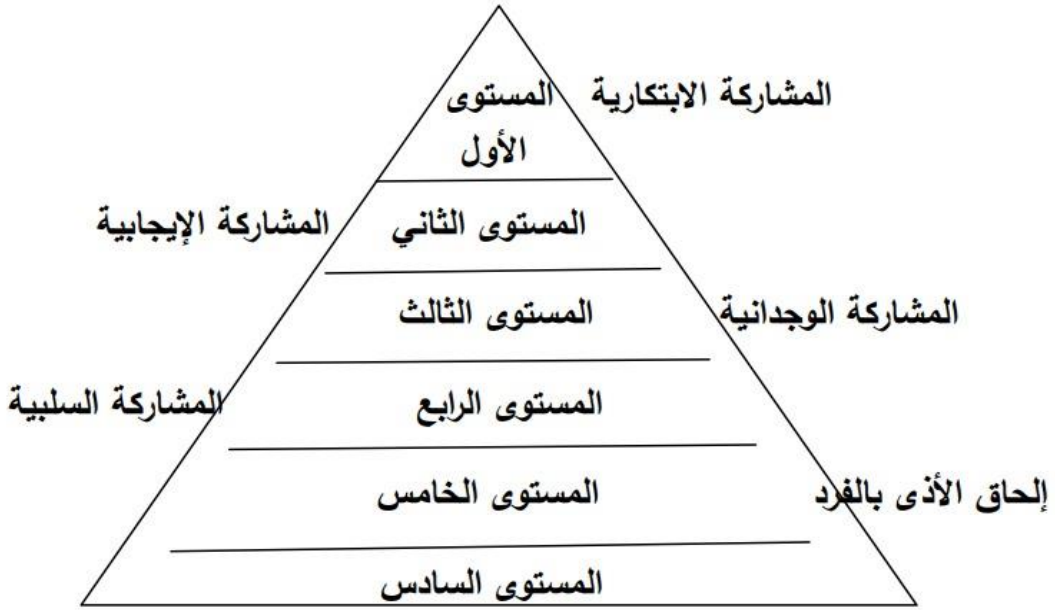 المستوى المشاركة الابتكارية
الأول
المستوى الثاني المشاركة الإيجابية
المشاركة الوجدانية المستوى الثالث
المستوى الرابع المشاركة السلبية
إلحاق الأذى بالفرد المستوى الخامس
المستوى السادس